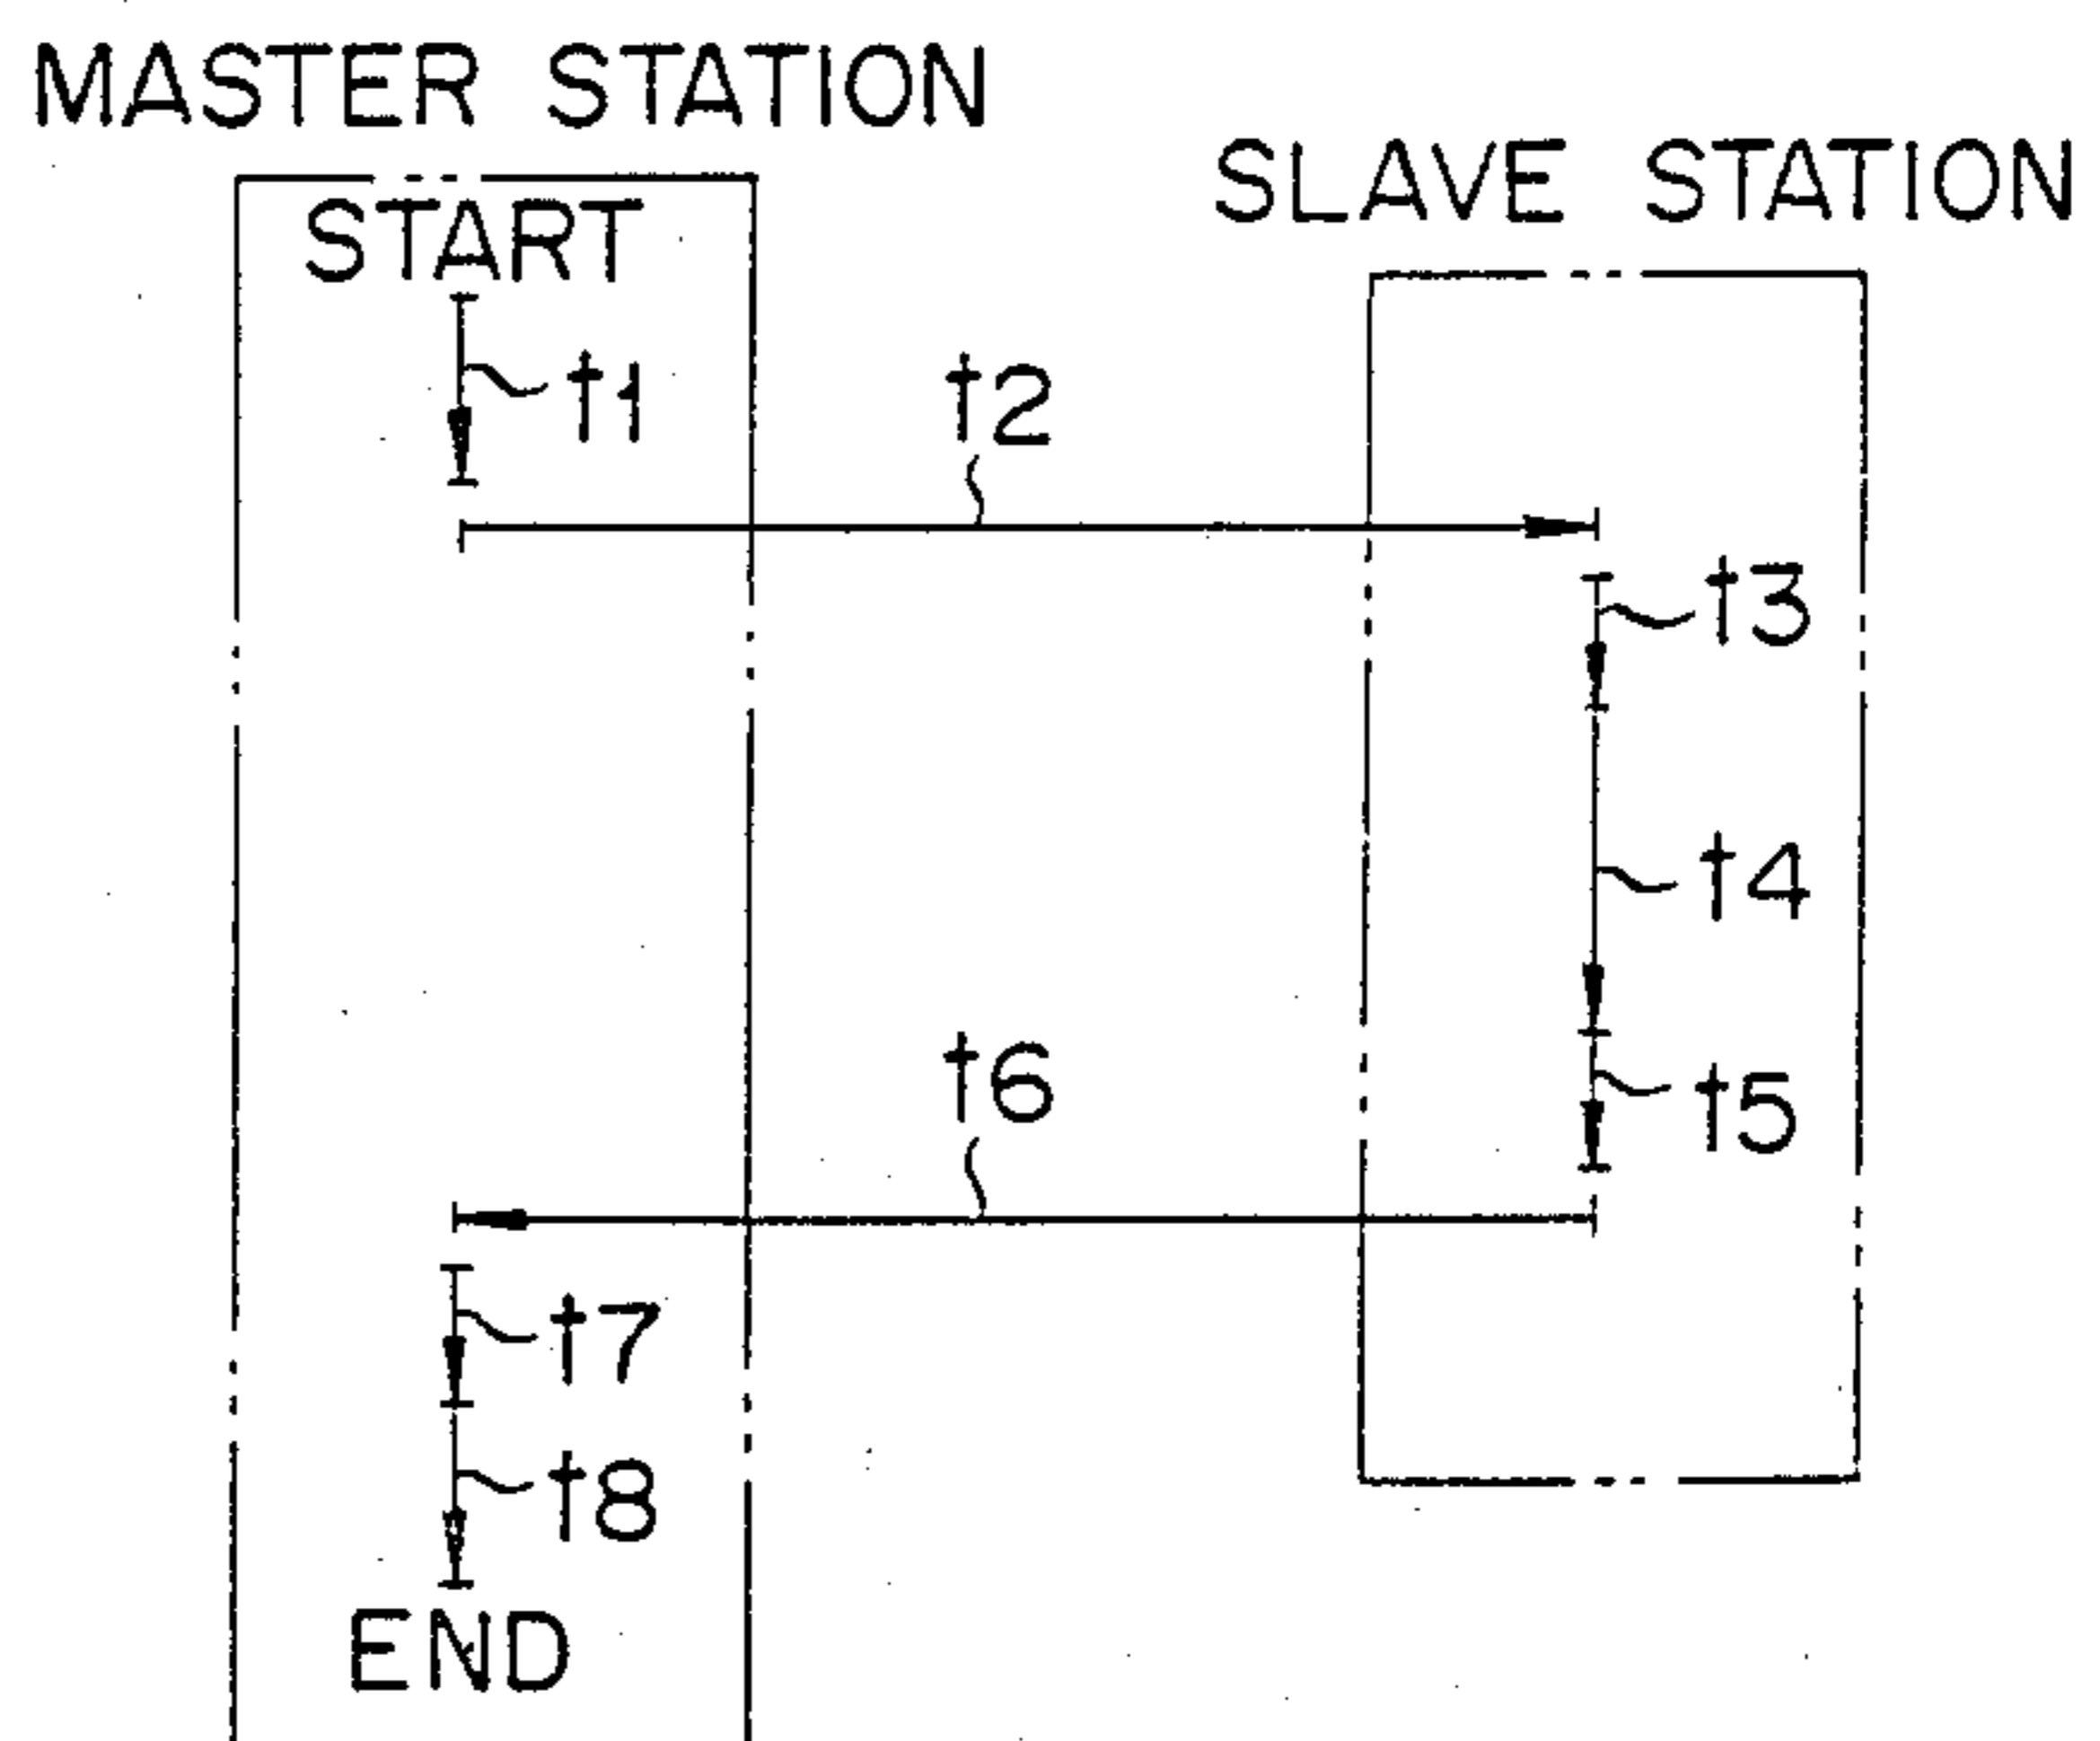 MASTER STATION
SLAVE STATION
START
t1
t2
t3
t4
t5
t6
t7
t8
END